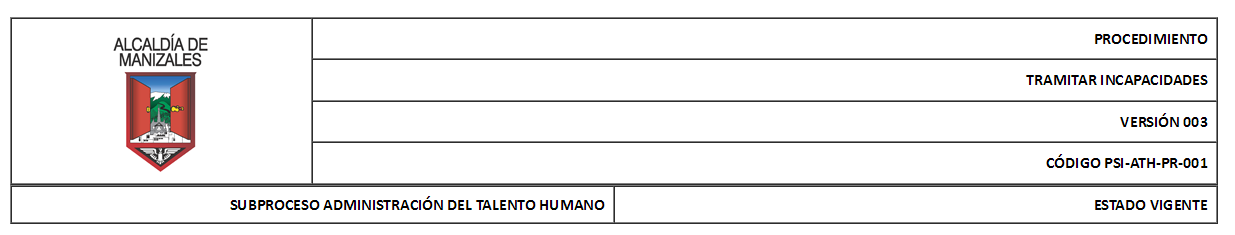 ALCALDÍA DE
MANIZALES
PROCEDIMIENTO
TRAMITAR INCAPACIDADES
VERSIÓN 003
CÓDIGO PSI-ATH-PR-001
SUBPROCESO ADMINISTRACIÓN DEL TALENTO HUMANO
ESTADO VIGENTE